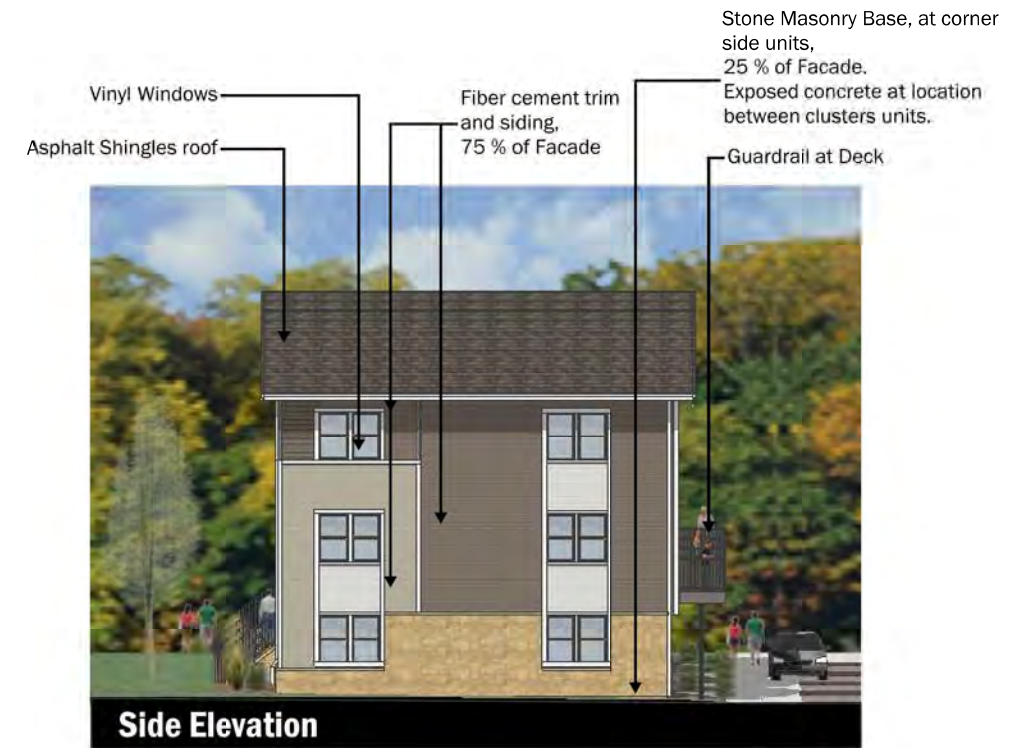 Stone Masonry Base, at corner
side units,
25 % of Facade.
Exposed concrete at location
between clusters units.
Vinyl Windows
Fiber cement trim
and siding,
75 % of Facade
Asphalt Shingles roof
Guardrail at Deck
Side Elevation